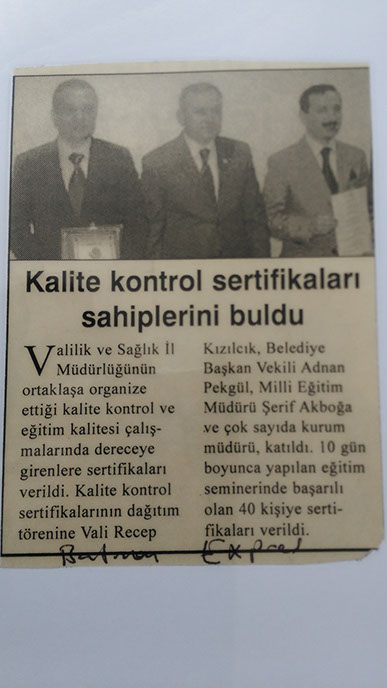 Kalite kontrol sertifikaları
sahiplerini buldu
Valilik ve Sağlık İl
Müdürlüğünün
ortaklaşa organize
ettiği kalite kontrol ve
eğitim kalitesi çalış-
malarında dereceye
girenlere sertifikaları
verildi. Kalite kontrol
sertifikalarının dağıtım
törenine Vali Recep
Kızılcık, Belediye
Başkan Vekili Adnan
Pekgül, Milli Eğitim
Müdürü Şerif Akboğa
ve çok sayıda kurum
müdürü, katıldı. 10 gün
boyunca yapılan eğitim
seminerinde başarılı
olan 40 kişiye serti-
fikaları verildi.